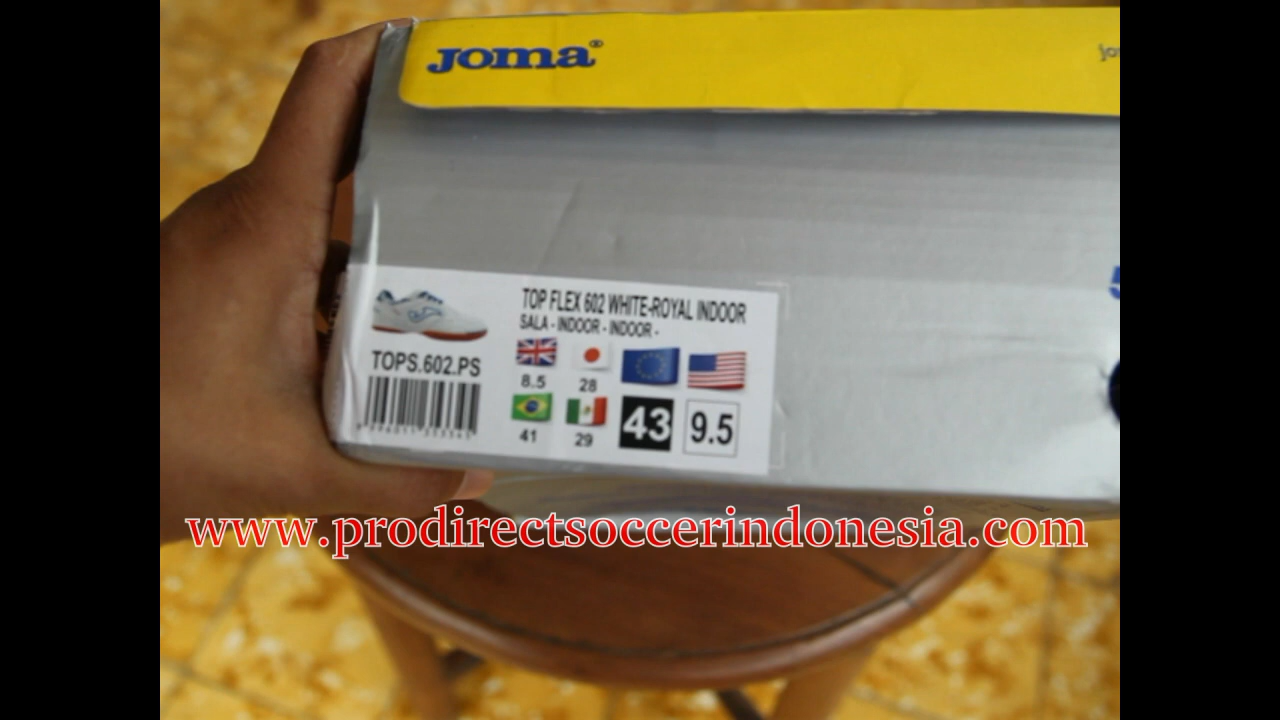 Joma®
TOP FLEX 602 WHITE-ROYAL INDOOR
SALA - INDOOR - INDOOR -
TOPS.602.PS
8.5 28
41 29 43 9.5
www.prodirectsoccerindonesia.com